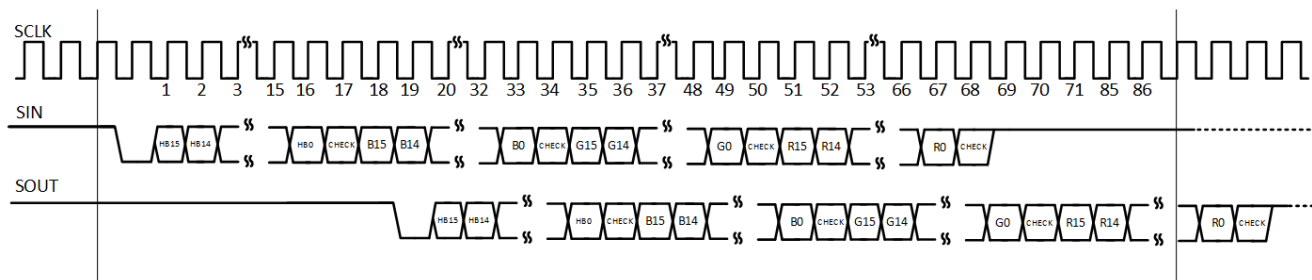 SCLK
1 2 3 15 16 17 18 19 20 32 33 34 35 36 37 48 49 50 51 52 53 66 67 68 69 70 71 85 86
SIN
HB15 HB14 HB0 CHECK B15 B14 B0 CHECK G15 G14 G0 CHECK R15 R14 R0 CHECK
SOUT
HB15 HB14 HB0 CHECK B15 B14 B0 CHECK G15 G14 G0 CHECK R15 R14 R0 CHECK